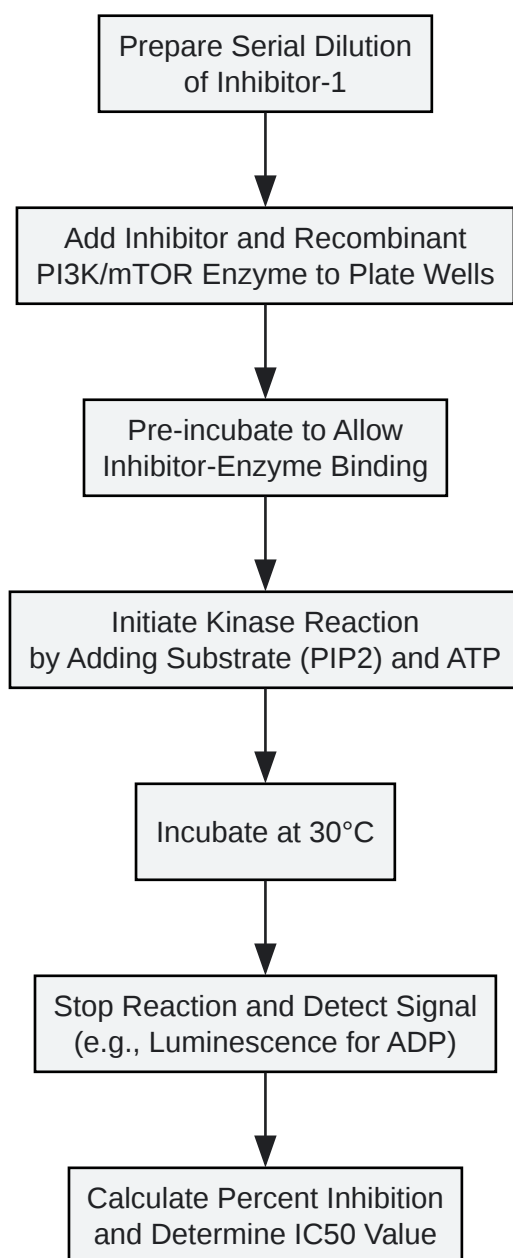 Prepare Serial Dilution
of Inhibitor-1
Add Inhibitor and Recombinant
PI3K/mTOR Enzyme to Plate Wells
Pre-incubate to Allow
Inhibitor-Enzyme Binding
Initiate Kinase Reaction
by Adding Substrate (PIP2) and ATP
Incubate at 30°C
Stop Reaction and Detect Signal
(e.g., Luminescence for ADP)
Calculate Percent Inhibition
and Determine IC50 Value